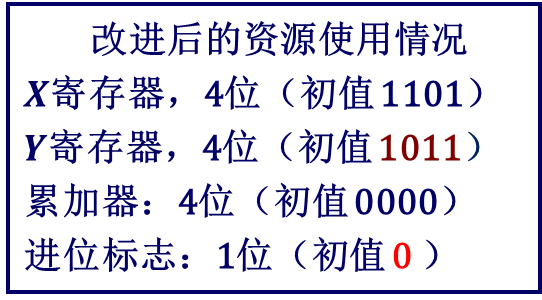 改进后的资源使用情况
X寄存器，4位（初值1101）
Y寄存器，4位（初值1011）
累加器：4位（初值0000）
进位标志：1位（初值0 ）